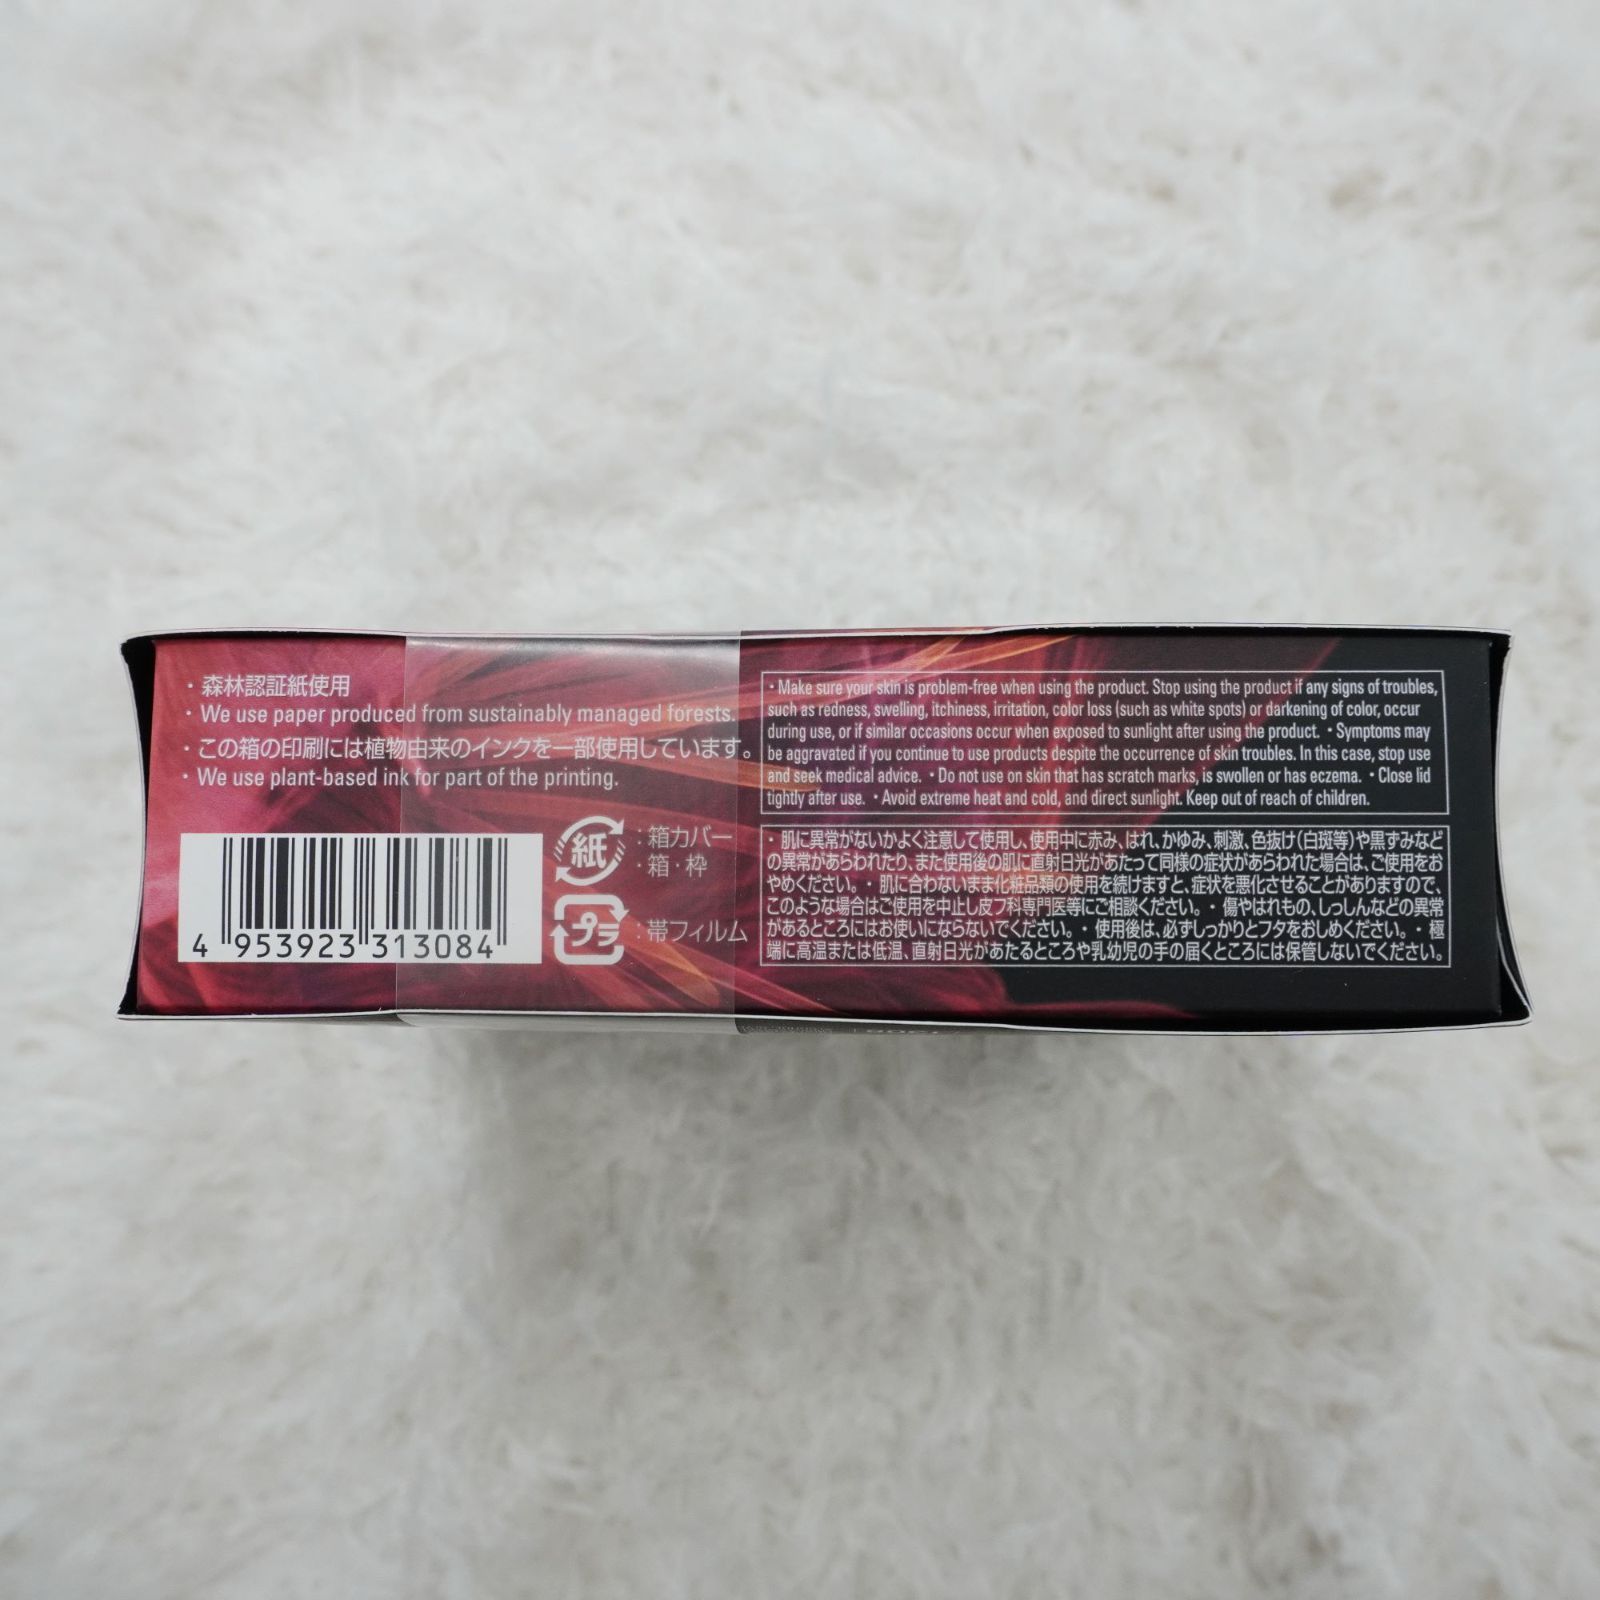 ・森林認証紙使用
・We use paper produced from sustainably managed forests.
・この箱の印刷には植物由来のインクを一部使用しています。
・We use plant-based ink for part of the printing.
4 953923 313084
紙 :箱カバー
・箱・枠
プラ :帯フィルム
・Make sure your skin is problem-free when using the product. Stop using the product if any signs of troubles,
such as redness, swelling, itchiness, irritation, color loss (such as white spots) or darkening of color, occur
during use, or if similar occasions occur when exposed to sunlight after using the product. ・Symptoms may
be aggravated if you continue to use products despite the occurrence of skin troubles. In this case, stop use
and seek medical advice. ・Do not use on skin that has scratch marks, is swollen or has eczema. ・Close lid
tightly after use. ・Avoid extreme heat and cold, and direct sunlight. Keep out of reach of children.
・肌に異常がないかよく注意して使用し、使用中に赤み、はれ、かゆみ、刺激、色抜け(白斑等)や黒ずみなど
の異常があらわれたり、また使用後の肌に直射日光があたって同様の症状があらわれた場合は、ご使用をお
やめください。・肌に合わないまま化粧品類の使用を続けますと、症状を悪化させることがありますので、
このような場合はご使用を中止し皮フ科専門医等にご相談ください。・傷やはれもの、しっしんなどの異常
があるところにはお使いにならないでください。・使用後は、必ずしっかりとフタをおしめください。・極
端に高温または低温、直射日光があたるところや乳幼児の手の届くところには保管しないでください。